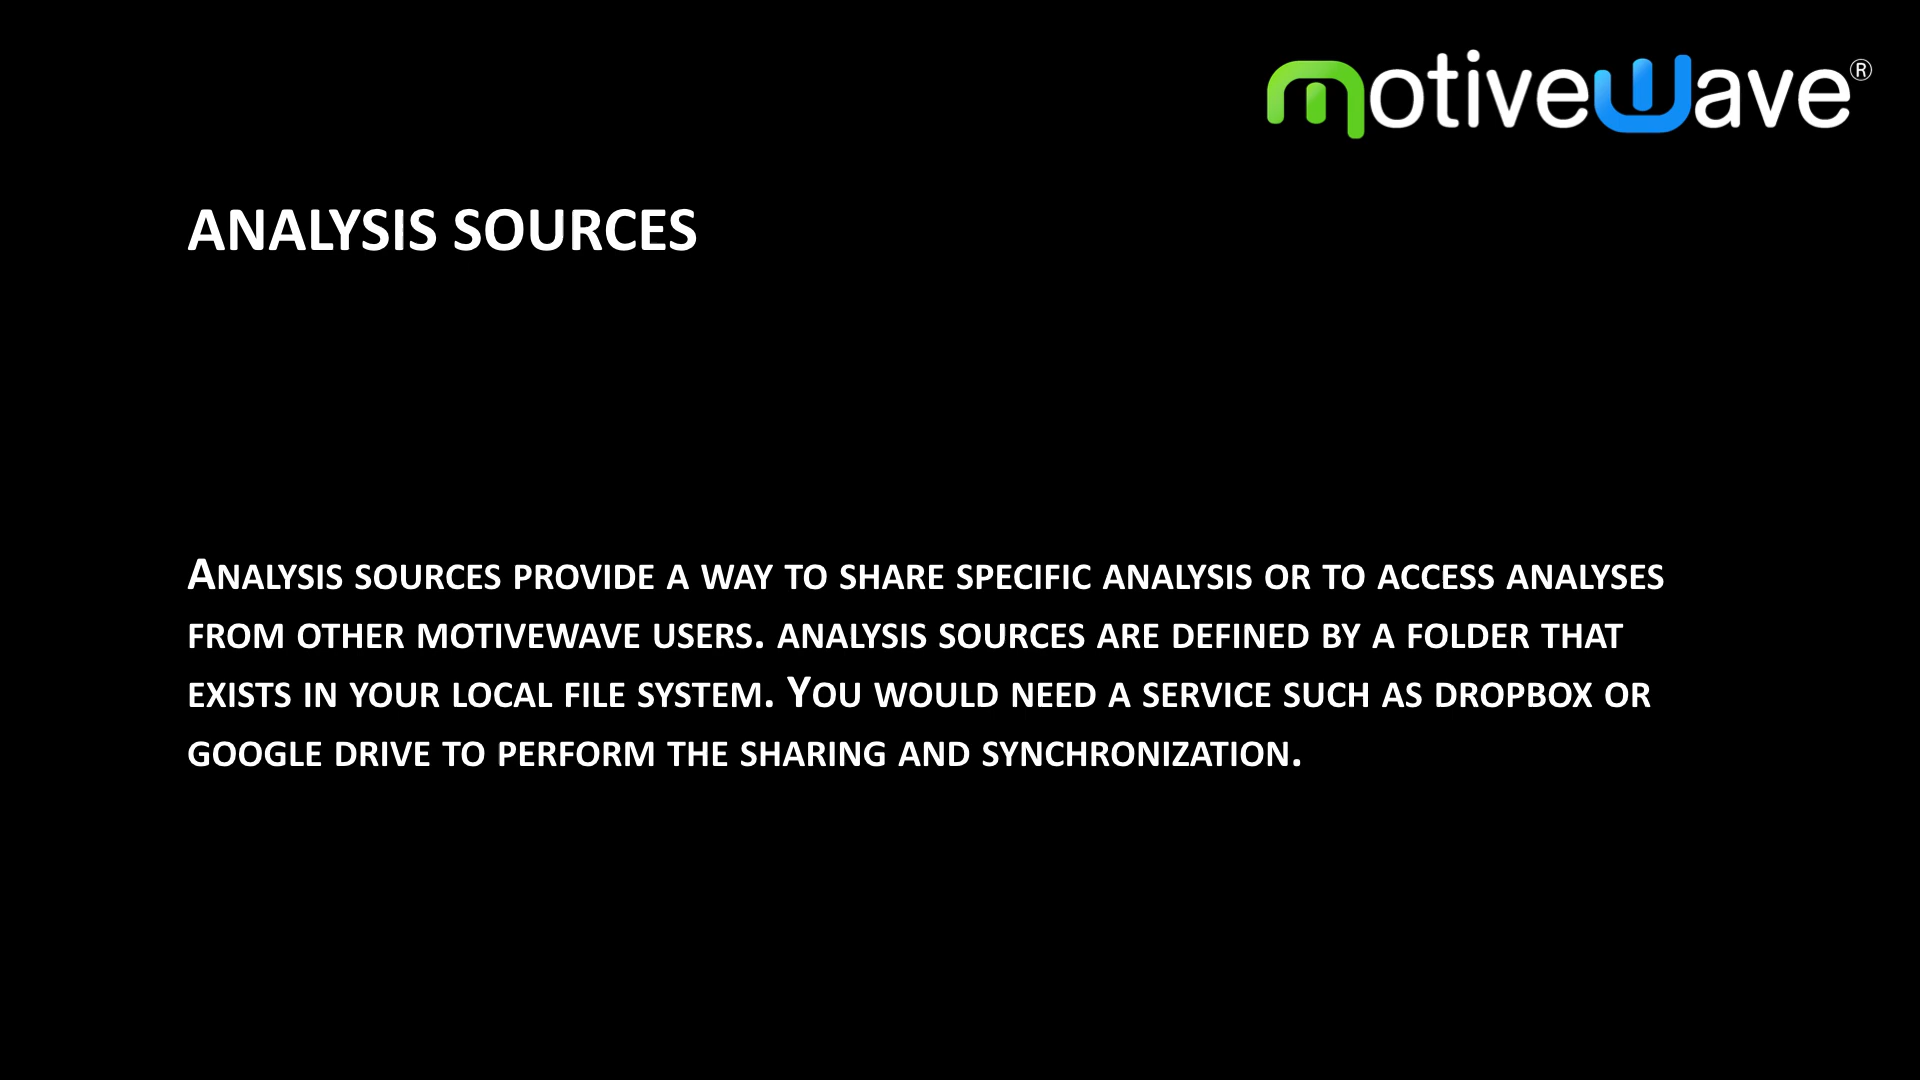 motivewave®
ANALYSIS SOURCES
Analysis sources provide a way to share specific analysis or to access analyses
from other motivewave users. analysis sources are defined by a folder that
exists in your local file system. You would need a service such as dropbox or
google drive to perform the sharing and synchronization.